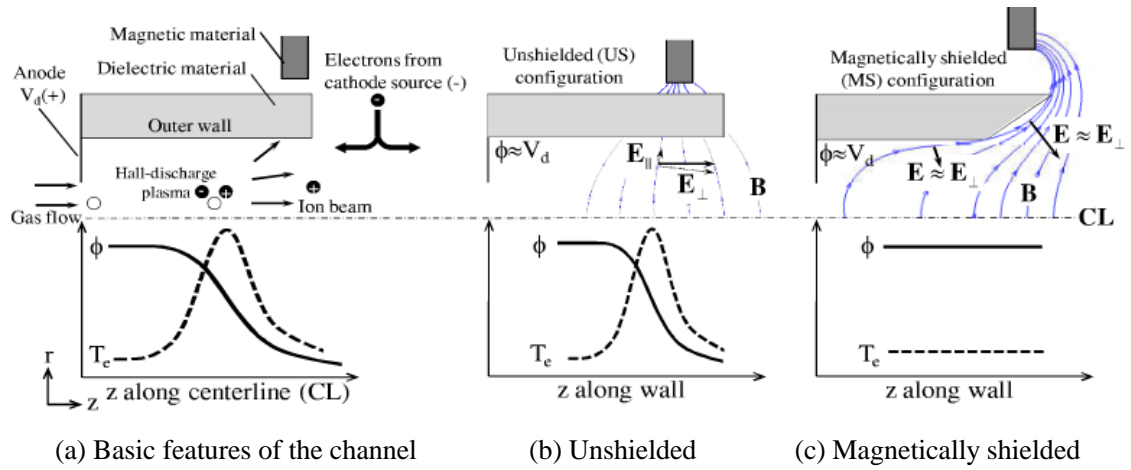 Magnetic material
Dielectric material
Anode
V_d(+)
Electrons from
cathode source (-)
Outer wall
Hall-discharge
plasma
Gas flow
Ion beam
ϕ
T_e
r
z
z along centerline (CL)
(a) Basic features of the channel
Unshielded (US)
configuration
ϕ≈V_d
E_∥
E_⊥
B
ϕ
T_e
z along wall
(b) Unshielded
Magnetically shielded
(MS) configuration
ϕ≈V_d
E ≈ E_⊥
E ≈ E_⊥
B
CL
ϕ
T_e
z along wall
(c) Magnetically shielded